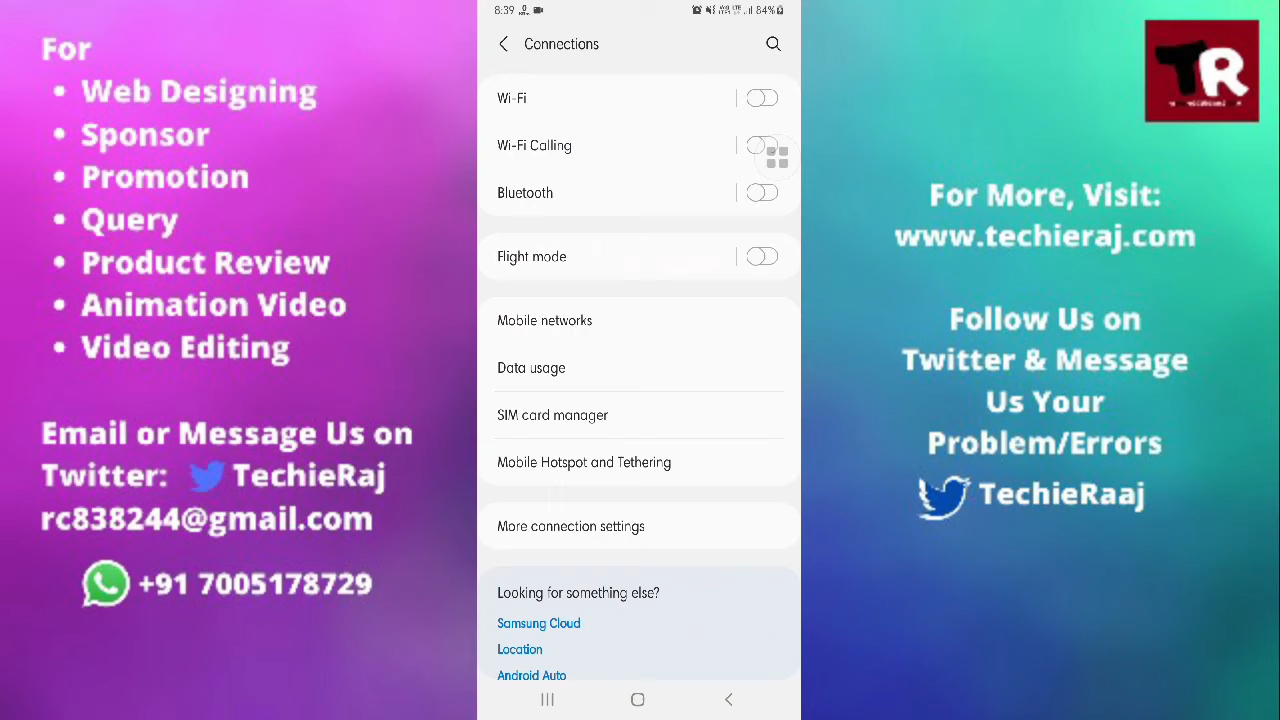 For
• Web Designing
• Sponsor
• Promotion
• Query
• Product Review
• Animation Video
• Video Editing
Email or Message Us on
Twitter: TechieRaj
rc838244@gmail.com
+91 7005178729
8:39
84%
Connections
Wi-Fi
Wi-Fi Calling
Bluetooth
Flight mode
Mobile networks
Data usage
SIM card manager
Mobile Hotspot and Tethering
More connection settings
Looking for something else?
Samsung Cloud
Location
Android Auto
TR
For More, Visit:
www.techieraj.com
Follow Us on
Twitter & Message
Us Your
Problem/Errors
TechieRaaj